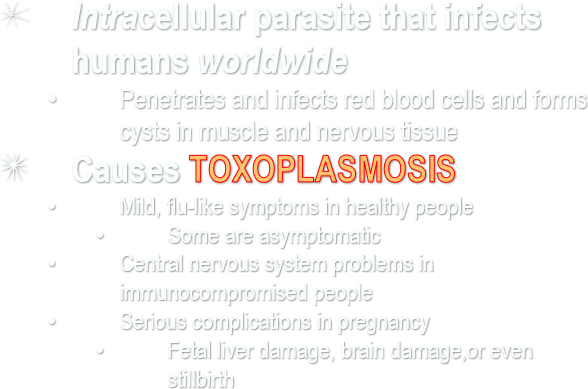 Intracellular parasite that infects
humans worldwide
• Penetrates and infects red blood cells and forms
cysts in muscle and nervous tissue
Causes TOXOPLASMOSIS
• Mild, flu-like symptoms in healthy people
• Some are asymptomatic
• Central nervous system problems in
immunocompromised people
• Serious complications in pregnancy
• Fetal liver damage, brain damage,or even
stillbirth